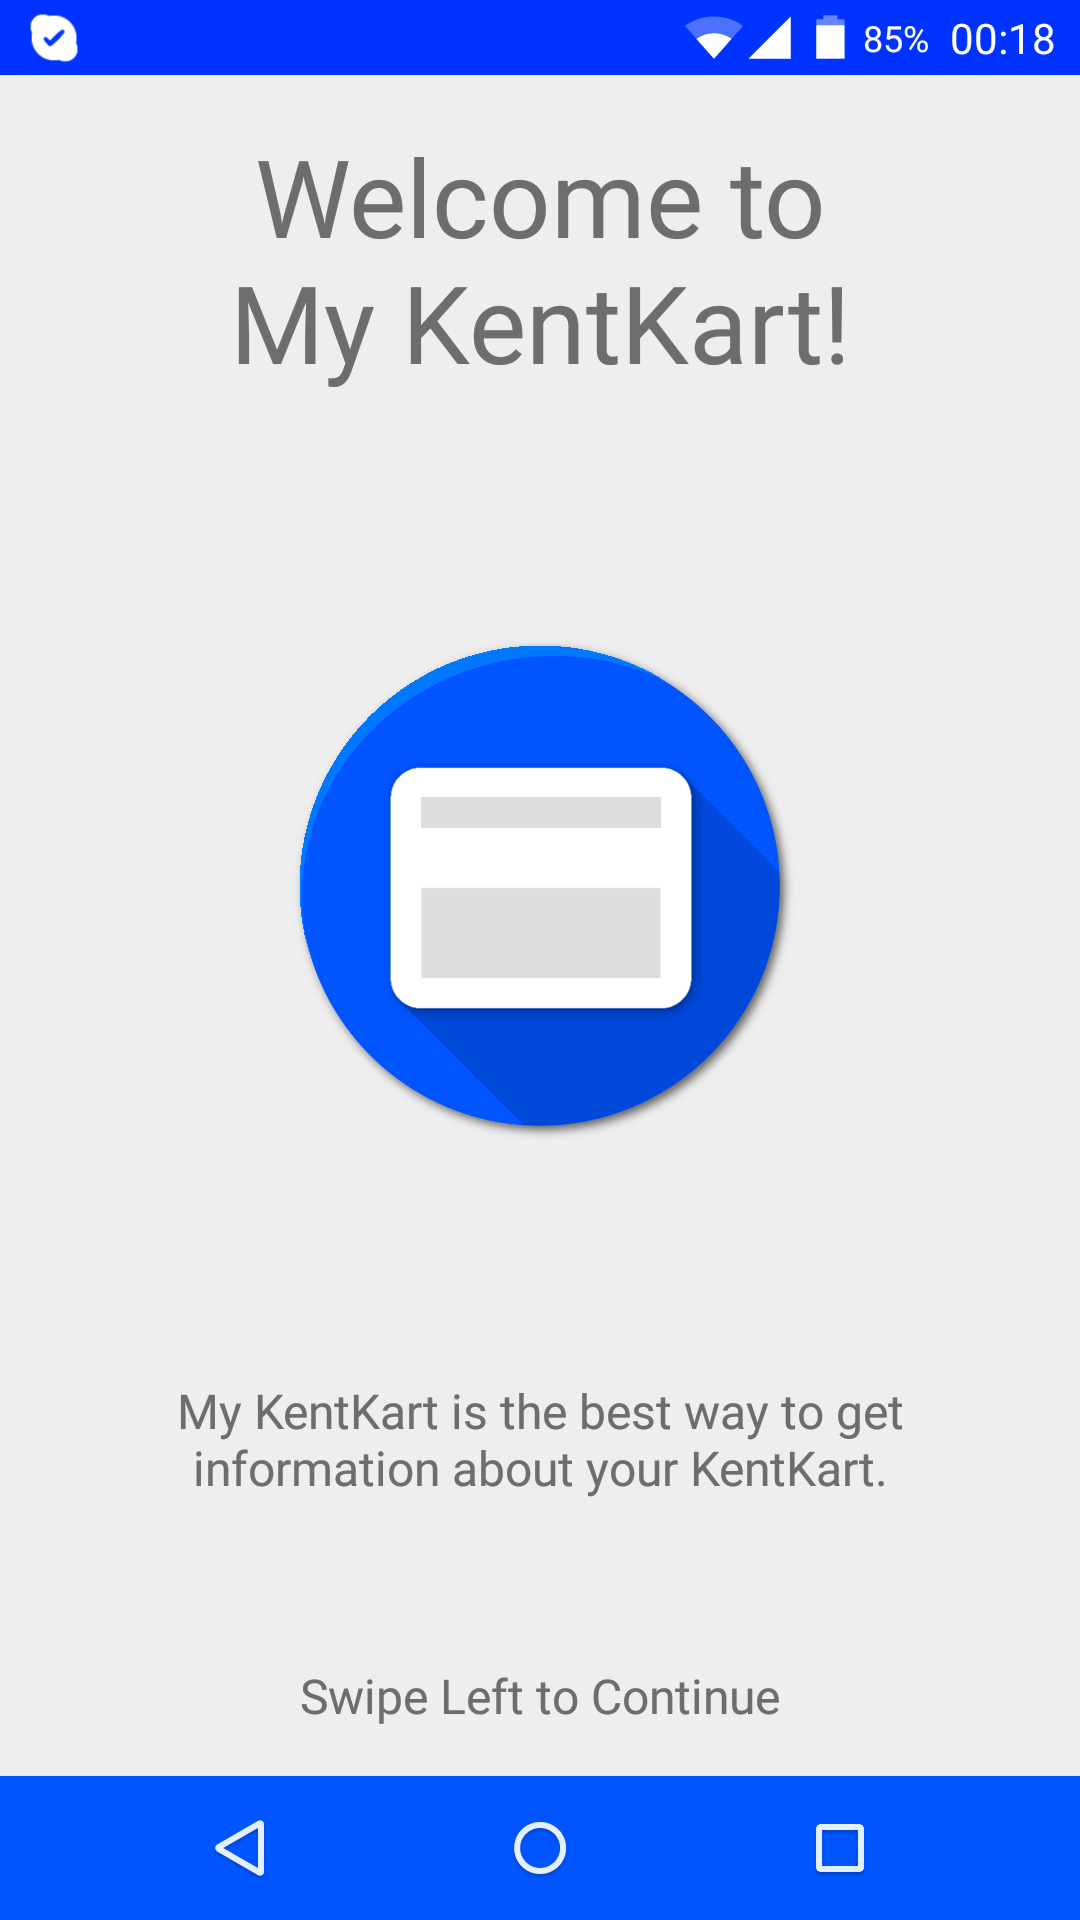 85% 00:18
Welcome to
My KentKart!
My KentKart is the best way to get
information about your KentKart.
Swipe Left to Continue